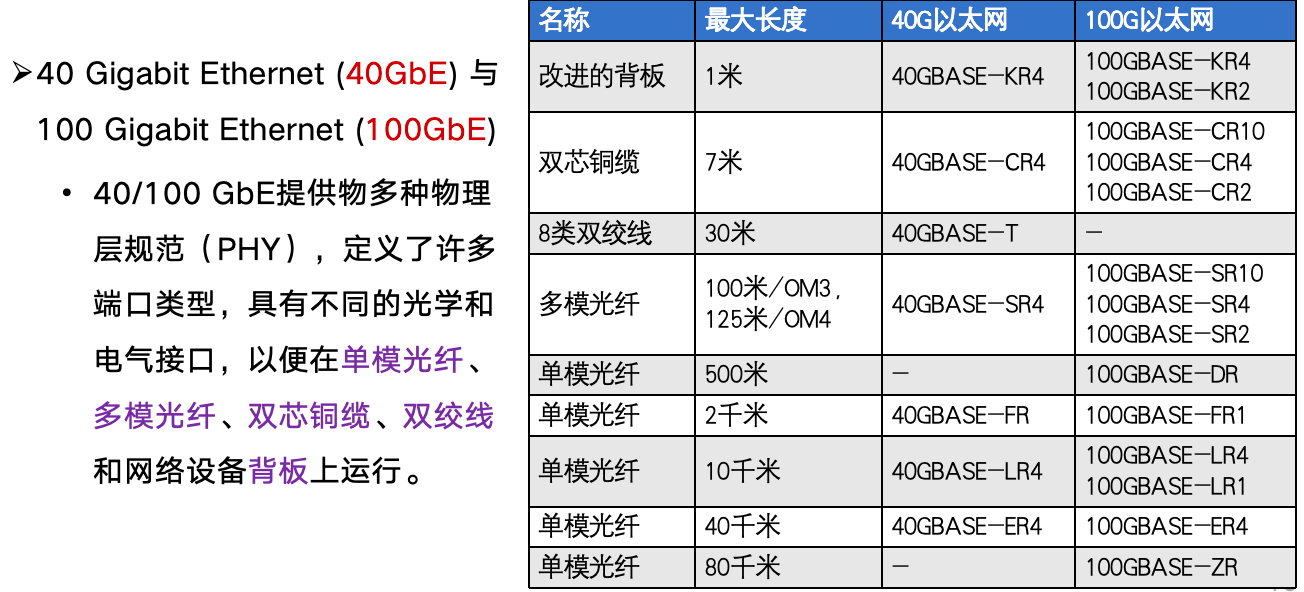 ➢40 Gigabit Ethernet (40GbE) 与
100 Gigabit Ethernet (100GbE)
• 40/100 GbE提供物多种物理
层规范（PHY），定义了许多
端口类型，具有不同的光学和
电气接口，以便在单模光纤、
多模光纤、双芯铜缆、双绞线
和网络设备背板上运行。
名称 最大长度 40G以太网 100G以太网
改进的背板 1米 40GBASE-KR4 100GBASE-KR4
100GBASE-KR2
双芯铜缆 7米 40GBASE-CR4 100GBASE-CR10
100GBASE-CR4
100GBASE-CR2
8类双绞线 30米 40GBASE-T —
多模光纤 100米/OM3, 40GBASE-SR4 100GBASE-SR10
125米/OM4 100GBASE-SR4
100GBASE-SR2
单模光纤 500米 — 100GBASE-DR
单模光纤 2千米 40GBASE-FR 100GBASE-FR1
单模光纤 10千米 40GBASE-LR4 100GBASE-LR4
100GBASE-LR1
单模光纤 40千米 40GBASE-ER4 100GBASE-ER4
单模光纤 80千米 — 100GBASE-ZR